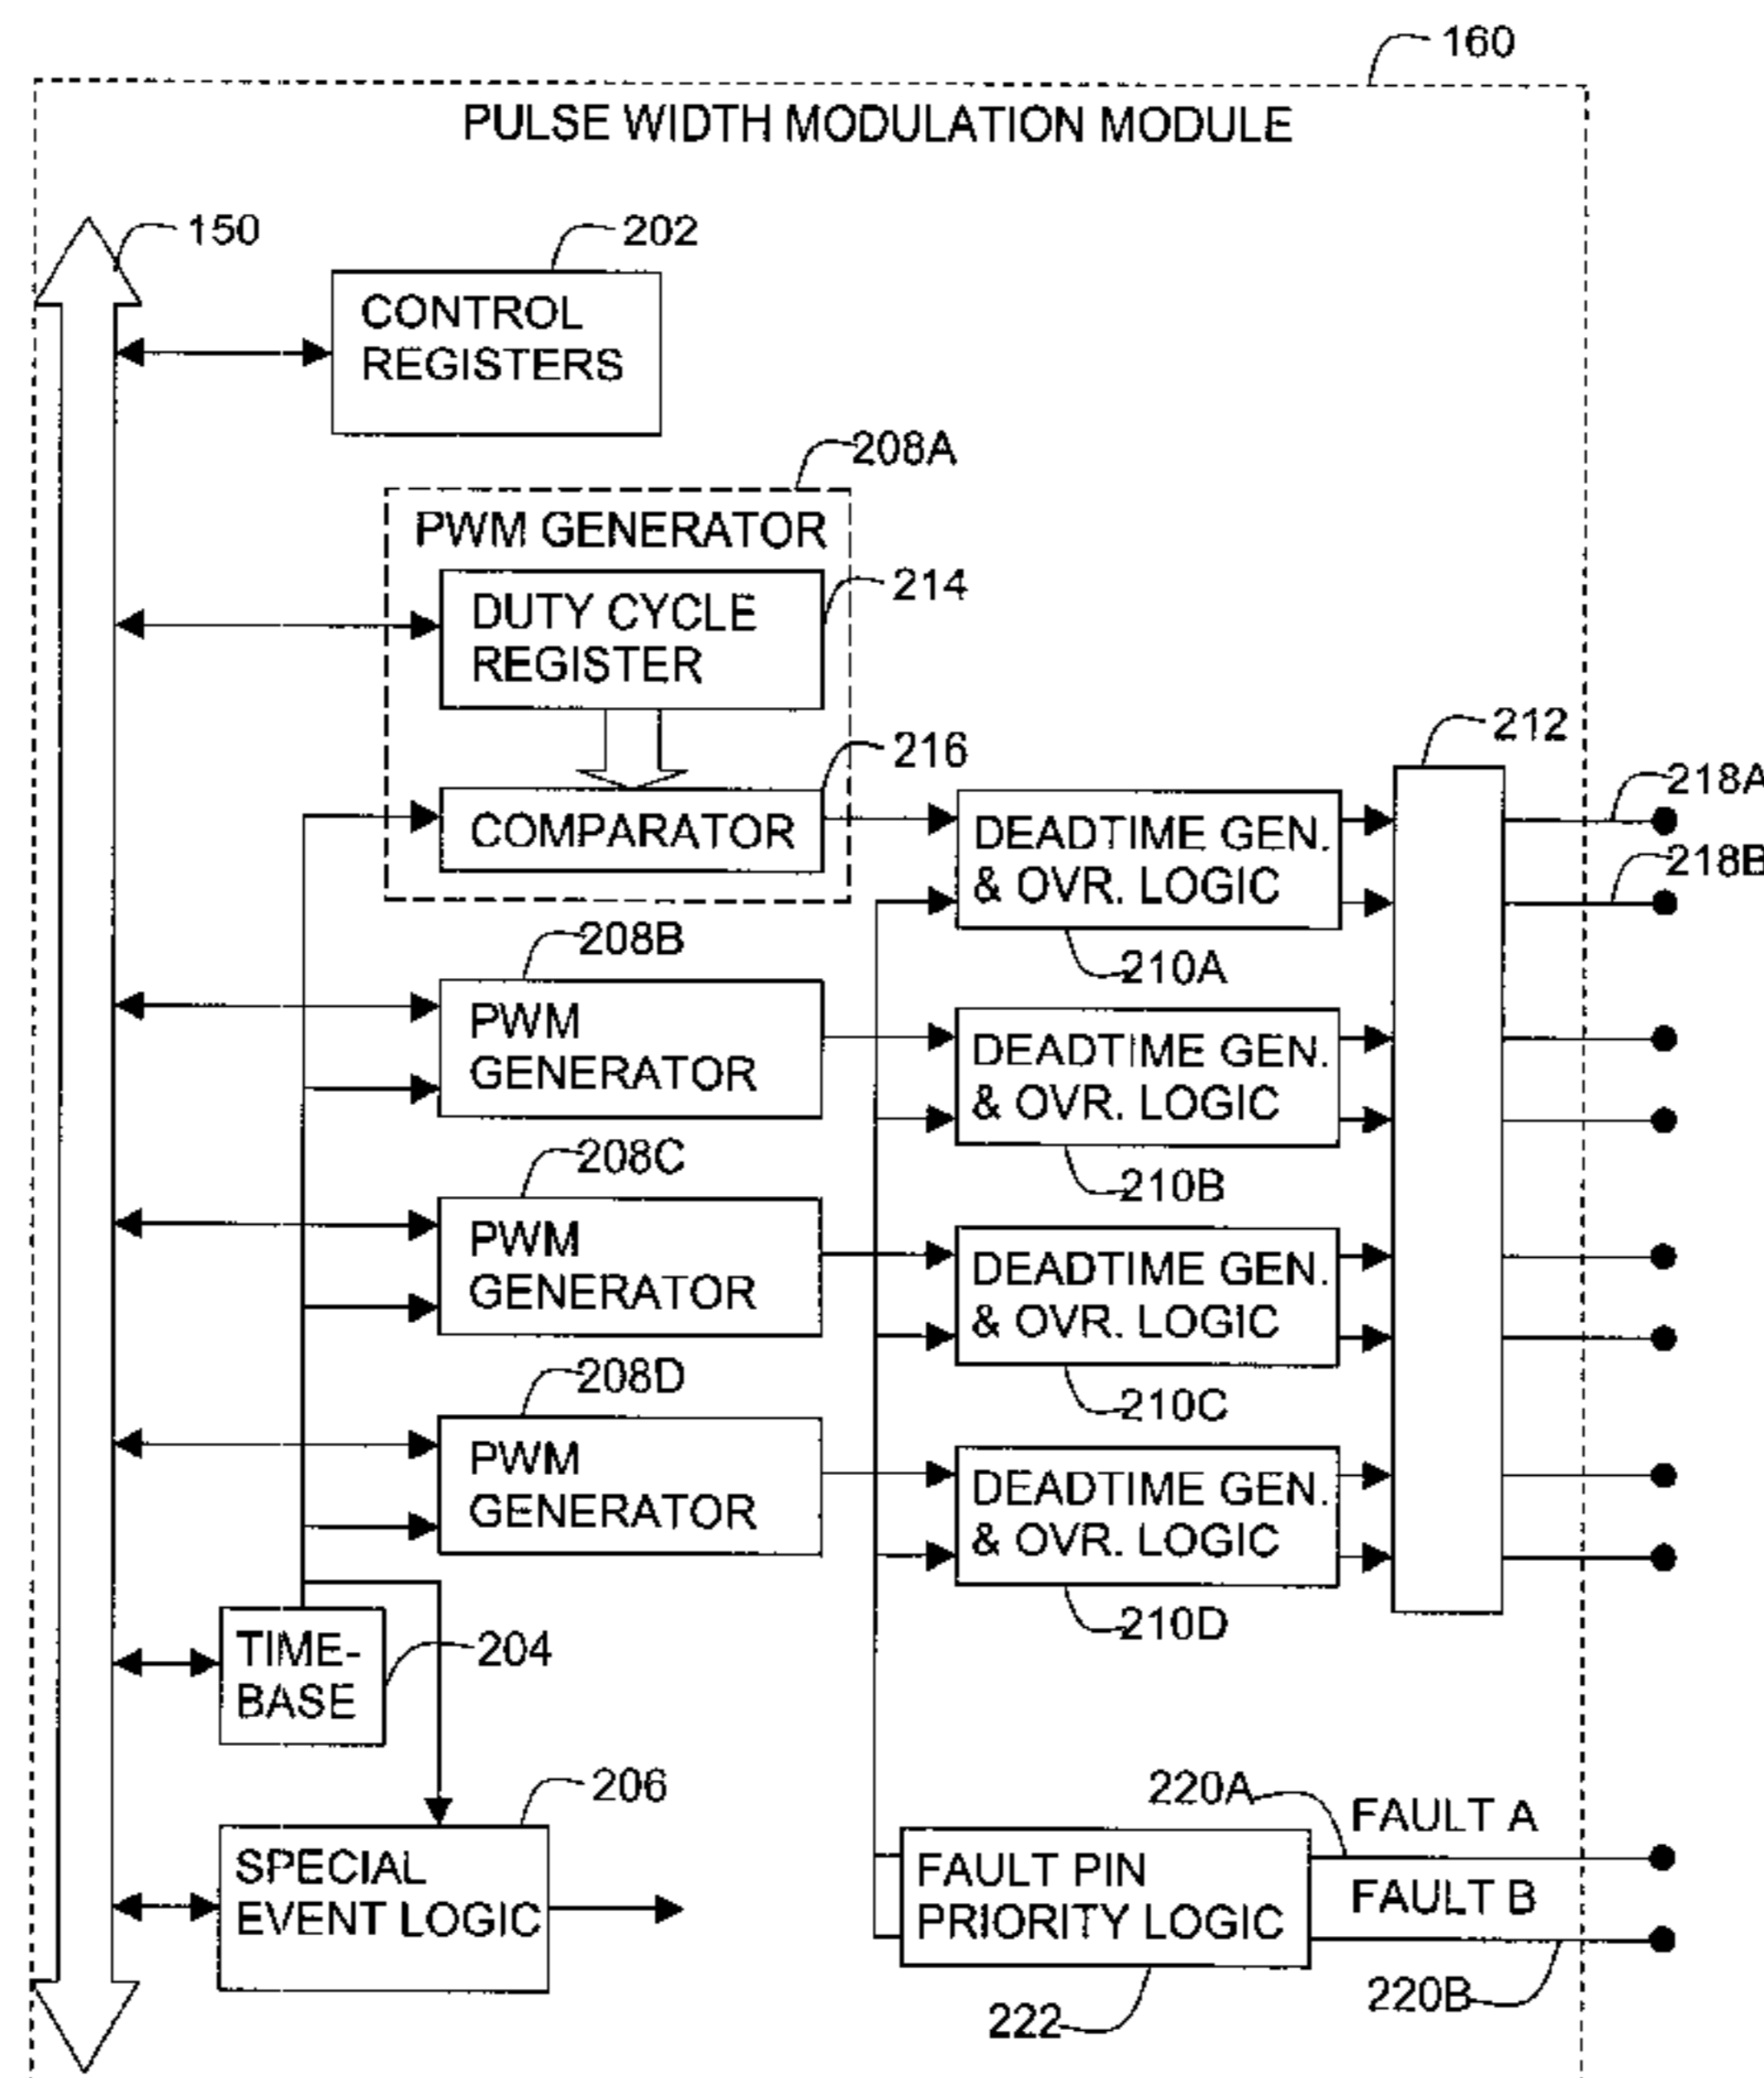 160
PULSE WIDTH MODULATION MODULE
150
202
CONTROL
REGISTERS
208A
PWM GENERATOR
214
DUTY CYCLE
REGISTER
216
COMPARATOR
212
218A
218B
DEADTIME GEN.
& OVR. LOGIC
210A
208B
PWM
GENERATOR
DEADTIME GEN.
& OVR. LOGIC
210B
208C
PWM
GENERATOR
DEADTIME GEN.
& OVR. LOGIC
210C
208D
PWM
GENERATOR
DEADTIME GEN.
& OVR. LOGIC
210D
TIME-
BASE
204
206
SPECIAL
EVENT LOGIC
220A
FAULT A
FAULT PIN
PRIORITY LOGIC
FAULT B
220B
222